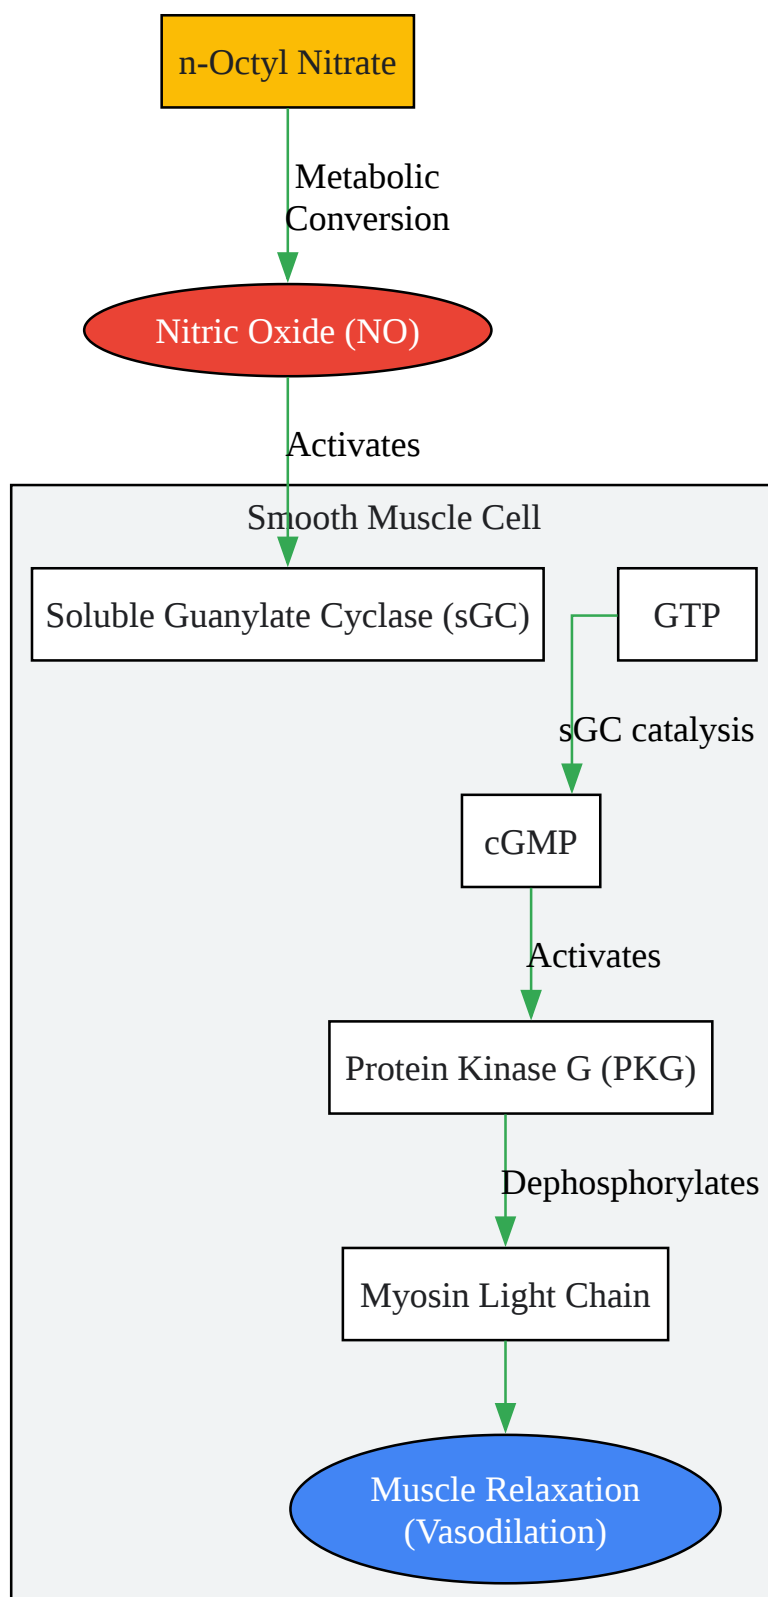 n-Octyl Nitrate
Metabolic
Conversion
Nitric Oxide (NO)
Activates
Smooth Muscle Cell
Soluble Guanylate Cyclase (sGC)
GTP
sGC catalysis
cGMP
Activates
Protein Kinase G (PKG)
Dephosphorylates
Myosin Light Chain
Muscle Relaxation
(Vasodilation)